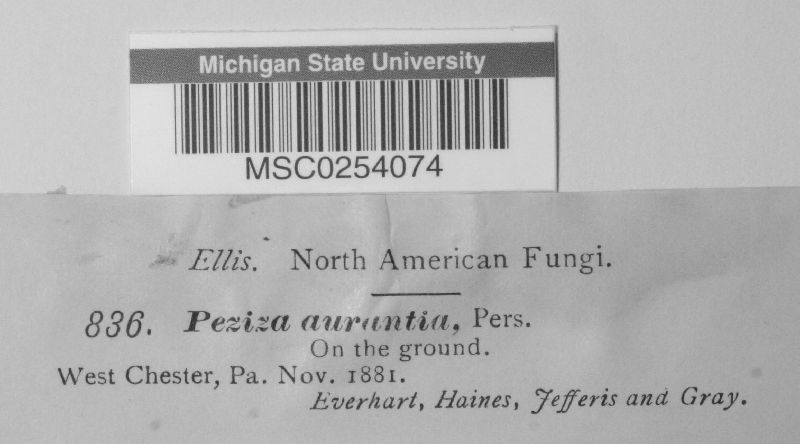 Michigan State University
MSC0254074
Ellis. North American Fungi.
836. Peziza aurantia, Pers.
On the ground.
West Chester, Pa. Nov. 1881.
Everhart, Haines, Jefferis and Gray.